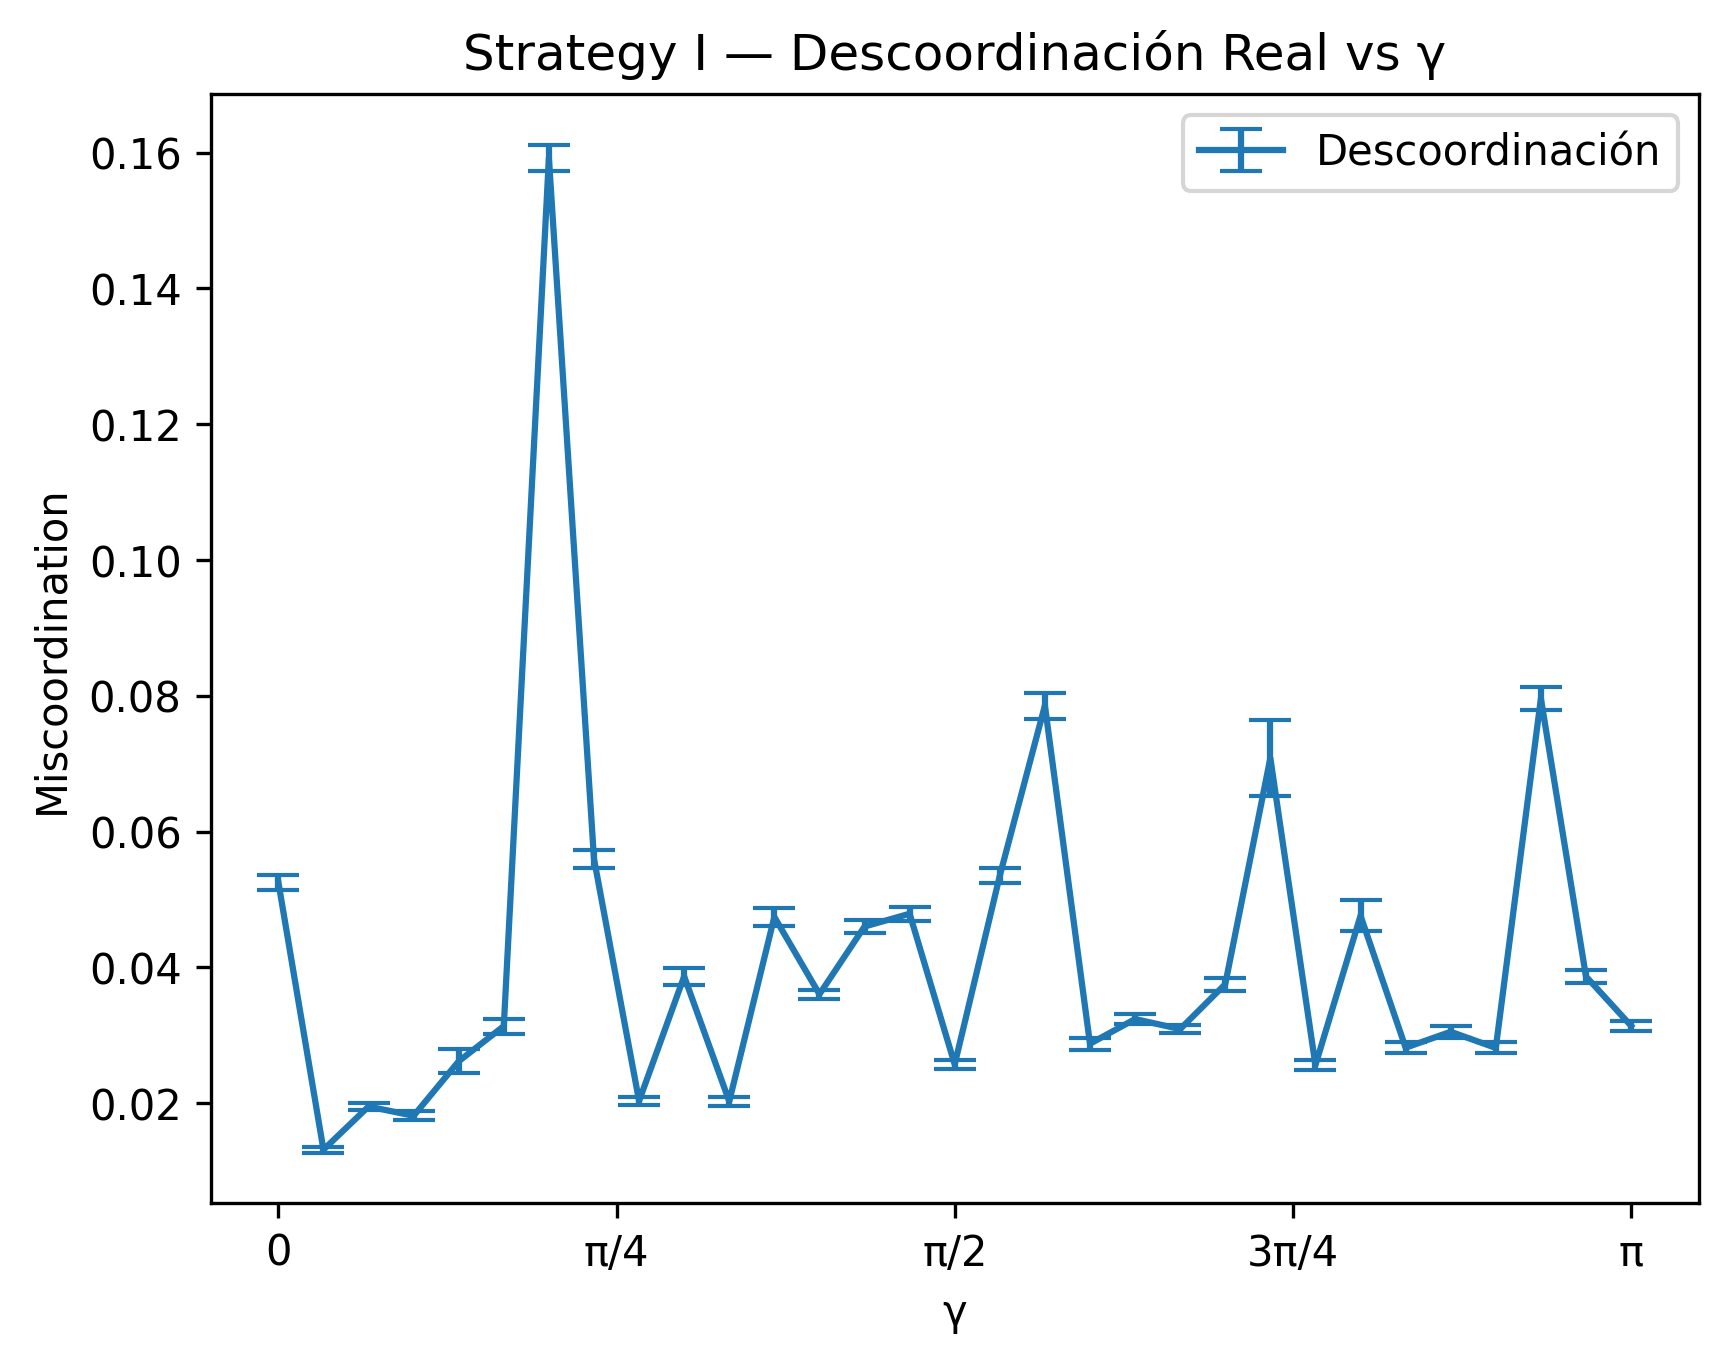 Strategy I — Descoordinación Real vs γ
Descoordinación
0.16
0.14
0.12
0.10
0.08
0.06
0.04
0.02
Miscoordination
0
π/4
π/2
3π/4
π
γ